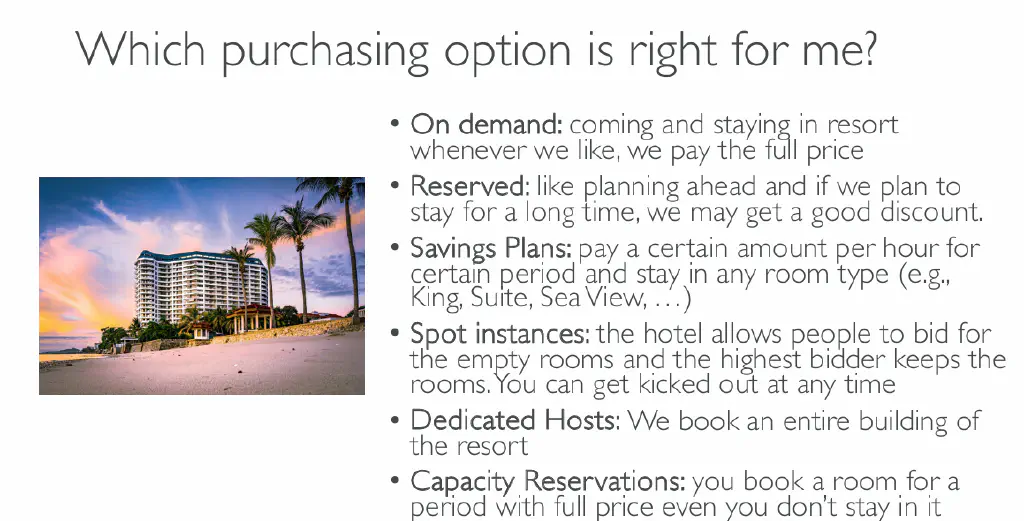 Which purchasing option is right for me?
• On demand: coming and staying in resort
whenever we like, we pay the full price
• Reserved: like planning ahead and if we plan to
stay for a long time, we may get a good discount.
• Savings Plans: pay a certain amount per hour for
certain period and stay in any room type (e.g.,
King, Suite, Sea View, …)
• Spot instances: the hotel allows people to bid for
the empty rooms and the highest bidder keeps the
rooms. You can get kicked out at any time
• Dedicated Hosts: We book an entire building of
the resort
• Capacity Reservations: you book a room for a
period with full price even you don't stay in it